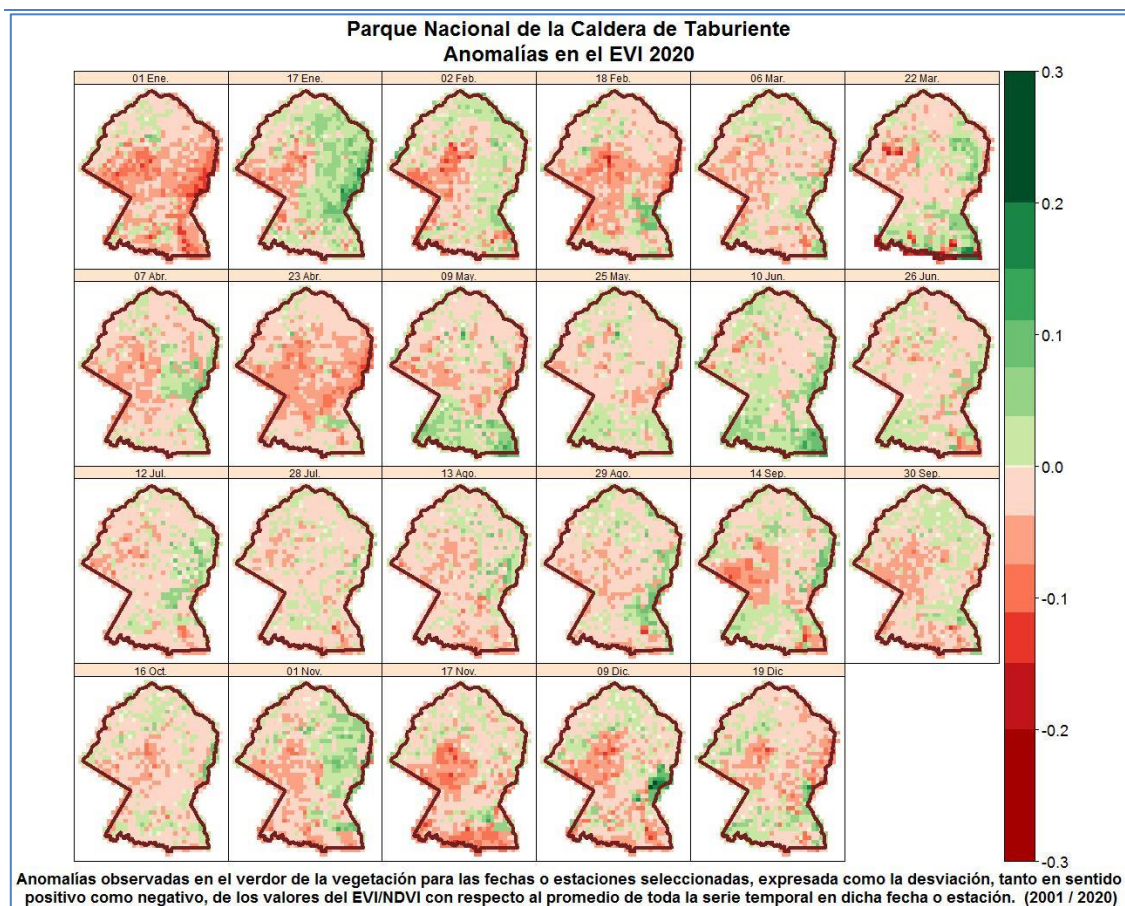 Parque Nacional de la Caldera de Taburiente
Anomalías en el EVI 2020
01 Ene. 17 Ene. 02 Feb. 18 Feb. 06 Mar. 22 Mar.
07 Abr. 23 Abr. 09 May. 25 May. 10 Jun. 26 Jun.
12 Jul. 28 Jul. 13 Ago. 29 Ago. 14 Sep. 30 Sep.
16 Oct. 01 Nov. 17 Nov. 09 Dic. 19 Dic
0.3
0.2
0.1
0.0
-0.1
-0.2
-0.3
Anomalías observadas en el verdor de la vegetación para las fechas o estaciones seleccionadas, expresada como la desviación, tanto en sentido
positivo como negativo, de los valores del EVI/NDVI con respecto al promedio de toda la serie temporal en dicha fecha o estación. (2001 / 2020)